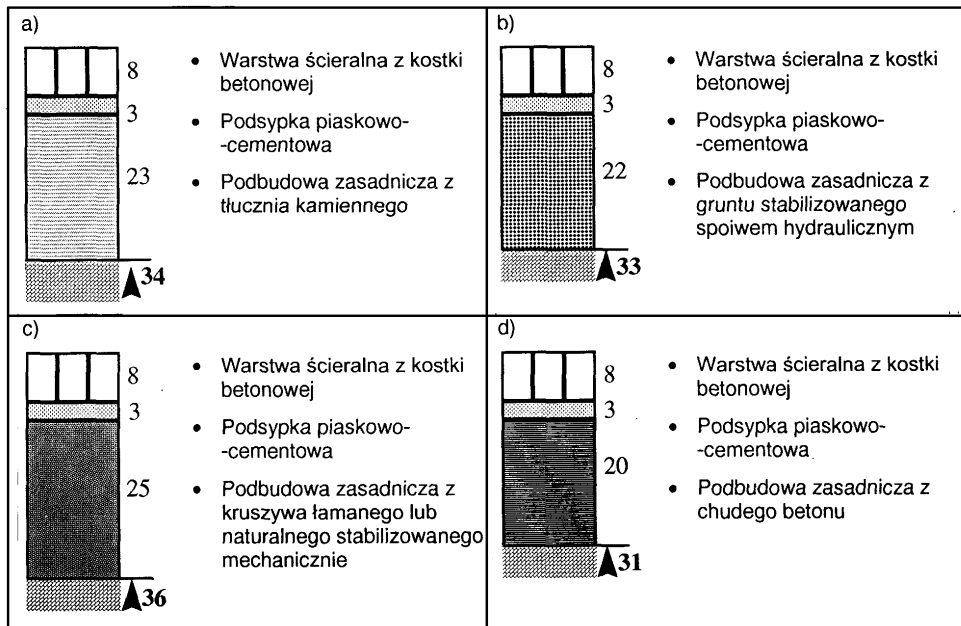 a)
8
3
23
34
• Warstwa ścieralna z kostki
betonowej
• Podsypka piaskowo-
-cementowa
• Podbudowa zasadnicza z
tłucznia kamiennego
b)
8
3
22
33
• Warstwa ścieralna z kostki
betonowej
• Podsypka piaskowo-
-cementowa
• Podbudowa zasadnicza z
gruntu stabilizowanego
spoiwem hydraulicznym
c)
8
3
25
36
• Warstwa ścieralna z kostki
betonowej
• Podsypka piaskowo-
-cementowa
• Podbudowa zasadnicza z
kruszywa łamanego lub
naturalnego stabilizowanego
mechanicznie
d)
8
3
20
31
• Warstwa ścieralna z kostki
betonowej
• Podsypka piaskowo-
-cementowa
• Podbudowa zasadnicza z
chudego betonu